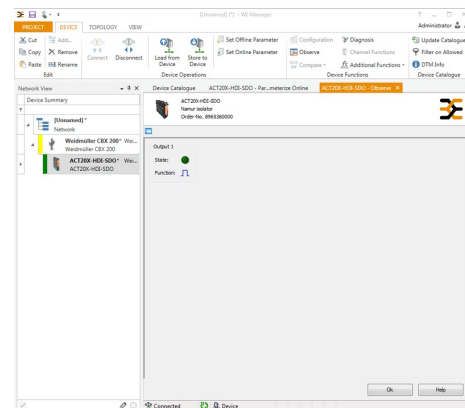 [Unnamed] (*) - WI-Manager
PROJECT DEVICE TOPOLOGY VIEW
Administrator
Cut Add...
Copy Remove
Paste Rename
Edit
Connect Disconnect
Load from Device
Store to Device
Set Offline Parameter
Set Online Parameter
Device Operations
Configuration Diagnosis
Observe Channel Functions
Compare Additional Functions
Device Functions
Update Catalogue
Filter on Allowed
DTM Info
Device Catalogue
Network View
Device Summary
[Unnamed]*
Network
Weidmüller CBX 200* Wei...
Weidmüller CBX 200
ACT20X-HDI-SDO* Wei...
ACT20X-HDI-SDO
Device Catalogue ACT20X-HDI-SDO - Par...meterize Online ACT20X-HDI-SDO - Observe
ACT20X-HDI-SDO
Namur isolator
Order-No. 8965360000
Output 1
State:
Function:
Ok Help
Connected Device